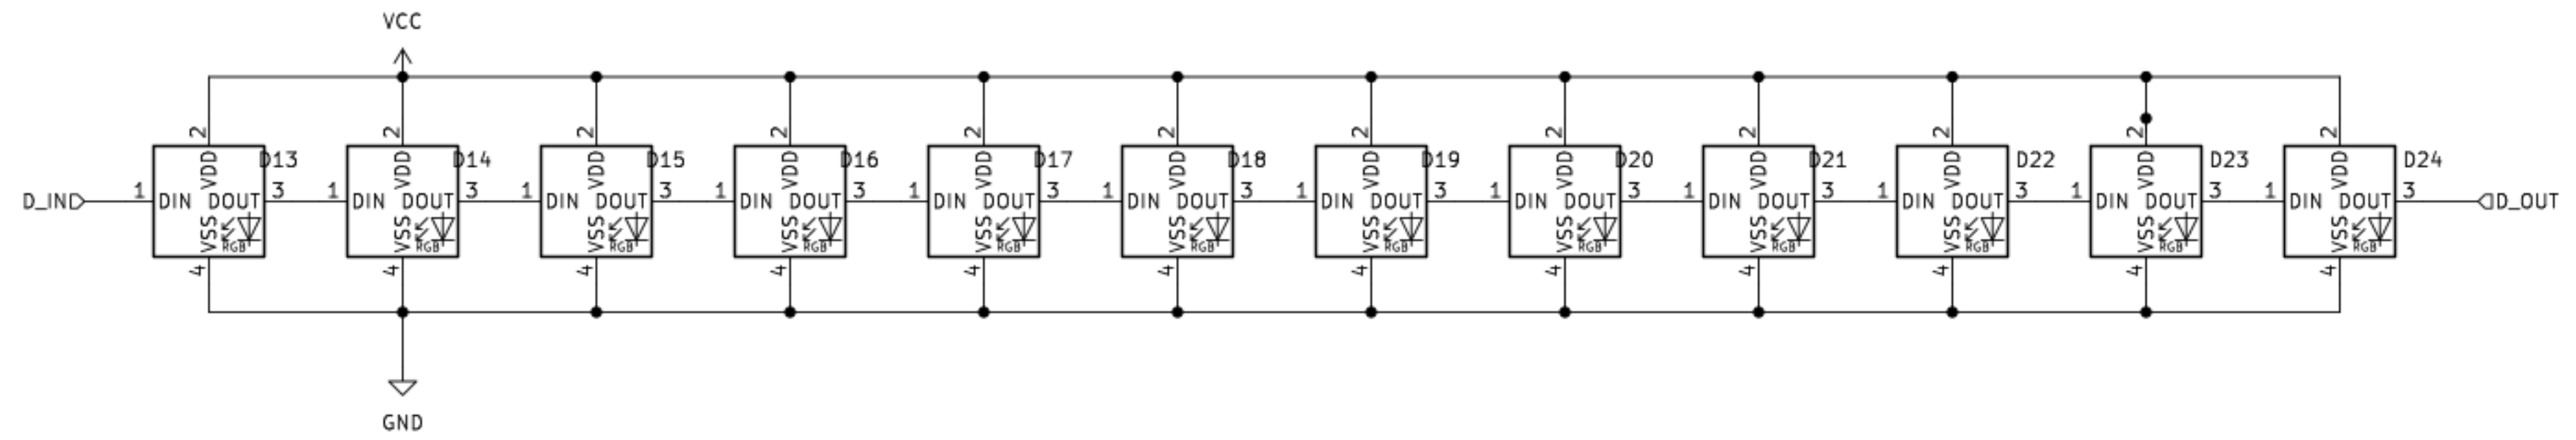 VCC
2 2 2 2 2 2 2 2 2 2 2 2
D13 D14 D15 D16 D17 D18 D19 D20 D21 D22 D23 D24
VDD VDD VDD VDD VDD VDD VDD VDD VDD VDD VDD VDD
D_IN 1 DIN DOUT 3 1 DIN DOUT 3 1 DIN DOUT 3 1 DIN DOUT 3 1 DIN DOUT 3 1 DIN DOUT 3 1 DIN DOUT 3 1 DIN DOUT 3 1 DIN DOUT 3 1 DIN DOUT 3 1 DIN DOUT 3 1 DIN DOUT 3 D_OUT
VSS RGB VSS RGB VSS RGB VSS RGB VSS RGB VSS RGB VSS RGB VSS RGB VSS RGB VSS RGB VSS RGB VSS RGB
4 4 4 4 4 4 4 4 4 4 4 4
GND